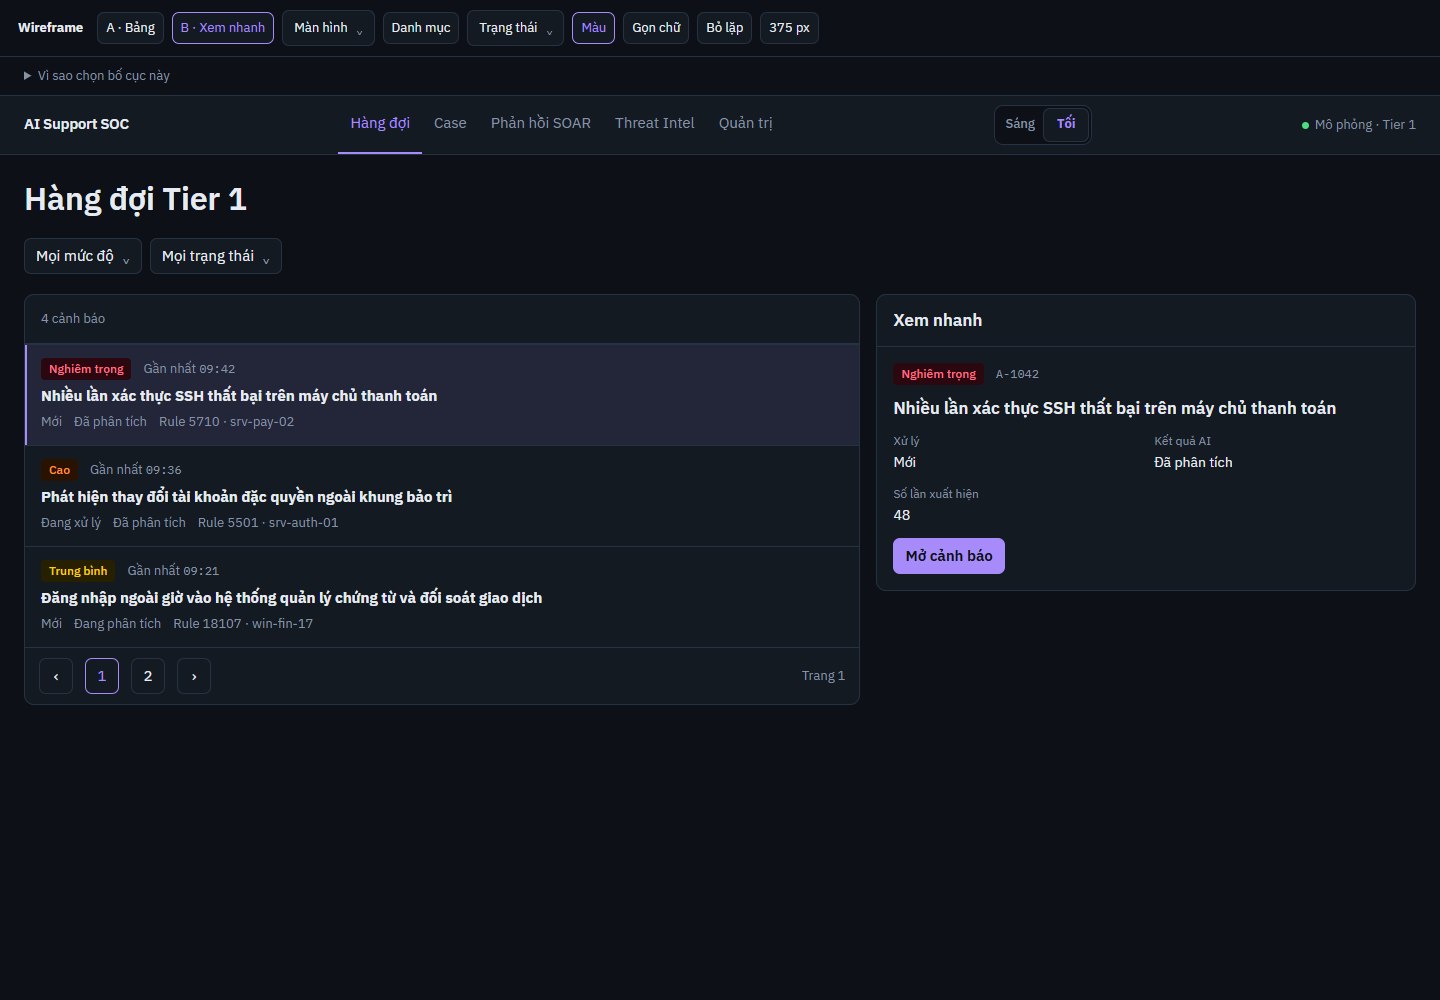 Wireframe A · Bảng B · Xem nhanh Màn hình Danh mục Trạng thái Màu Gọn chữ Bỏ lặp 375 px
Vì sao chọn bố cục này
AI Support SOC Hàng đợi Case Phản hồi SOAR Threat Intel Quản trị Sáng Tối Mô phỏng · Tier 1
Hàng đợi Tier 1
Mọi mức độ Mọi trạng thái
4 cảnh báo
Nghiêm trọng Gần nhất 09:42
Nhiều lần xác thực SSH thất bại trên máy chủ thanh toán
Mới Đã phân tích Rule 5710 · srv-pay-02
Cao Gần nhất 09:36
Phát hiện thay đổi tài khoản đặc quyền ngoài khung bảo trì
Đang xử lý Đã phân tích Rule 5501 · srv-auth-01
Trung bình Gần nhất 09:21
Đăng nhập ngoài giờ vào hệ thống quản lý chứng từ và đối soát giao dịch
Mới Đang phân tích Rule 18107 · win-fin-17
‹ 1 2 › Trang 1
Xem nhanh
Nghiêm trọng A-1042
Nhiều lần xác thực SSH thất bại trên máy chủ thanh toán
Xử lý Kết quả AI
Mới Đã phân tích
Số lần xuất hiện
48
Mở cảnh báo